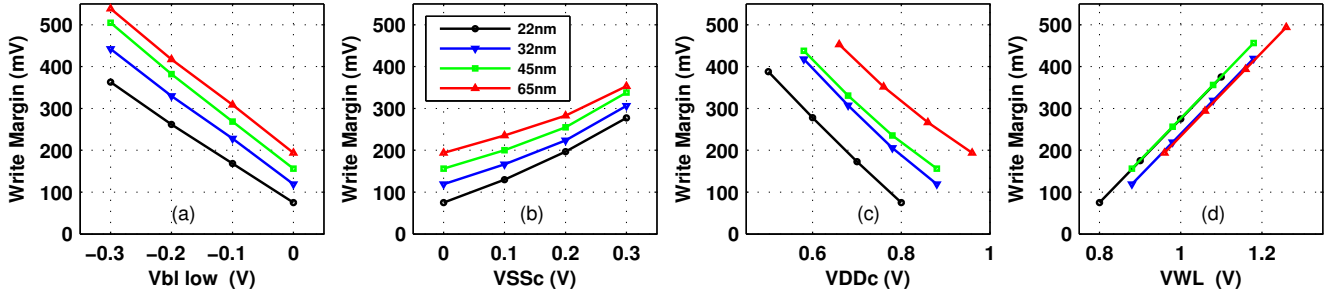 Write Margin (mV)
500
400
300
200
100
0
−0.3
−0.2
−0.1
0
Vbl low (V)
(a)
Write Margin (mV)
500
400
300
200
100
0
0
0.1
0.2
0.3
VSSc (V)
(b)
22nm
32nm
45nm
65nm
Write Margin (mV)
500
400
300
200
100
0
0.6
0.8
1
VDDc (V)
(c)
Write Margin (mV)
500
400
300
200
100
0
0.8
1
1.2
VWL (V)
(d)